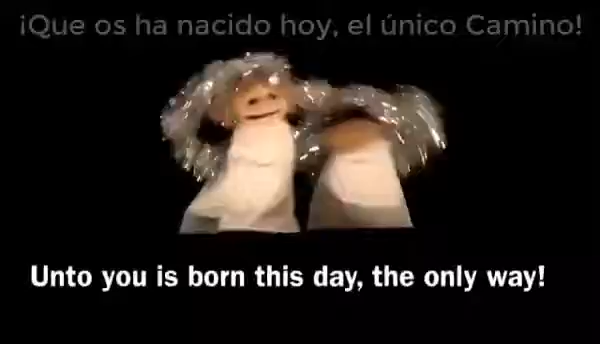 ¡Que os ha nacido hoy, el único Camino!
Unto you is born this day, the only way!